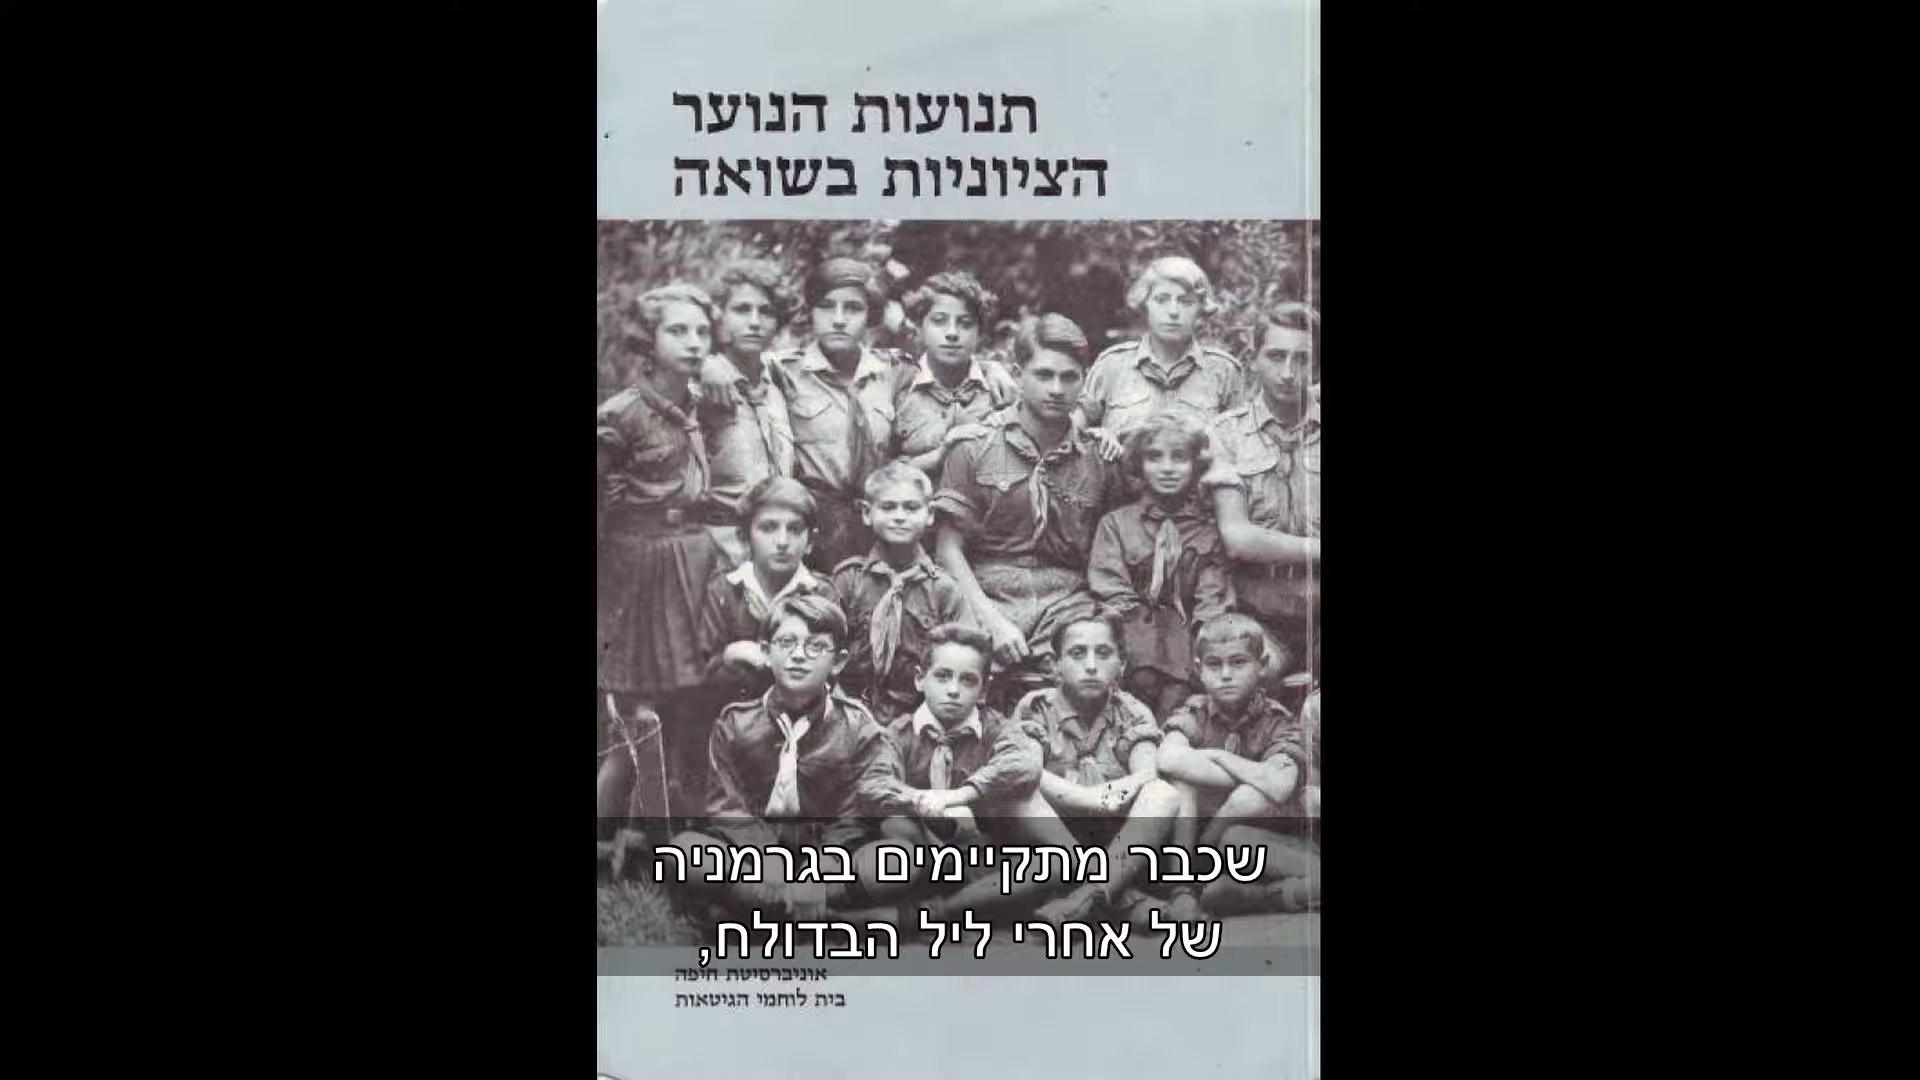 תנועות הנוער
הציוניות בשואה
שכבר מתקיימים בגרמניה
של אחרי ליל הבדולח,
אוניברסיטת חיפה
בית לוחמי הגיטאות